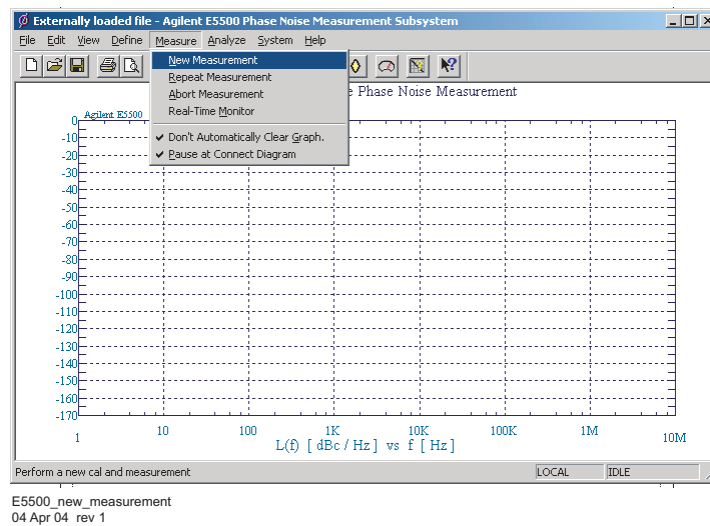 Externally loaded file - Agilent E5500 Phase Noise Measurement Subsystem
File Edit View Define Measure Analyze System Help
New Measurement
Repeat Measurement
Abort Measurement
Real-Time Monitor
Don't Automatically Clear Graph.
Pause at Connect Diagram
Phase Noise Measurement
Agilent E5500
0
-10
-20
-30
-40
-50
-60
-70
-80
-90
-100
-110
-120
-130
-140
-150
-160
-170
1 10 100 1K 10K 100K 1M 10M
L(f) [ dBc / Hz ] vs f [ Hz ]
Perform a new cal and measurement LOCAL IDLE
E5500_new_measurement
04 Apr 04 rev 1